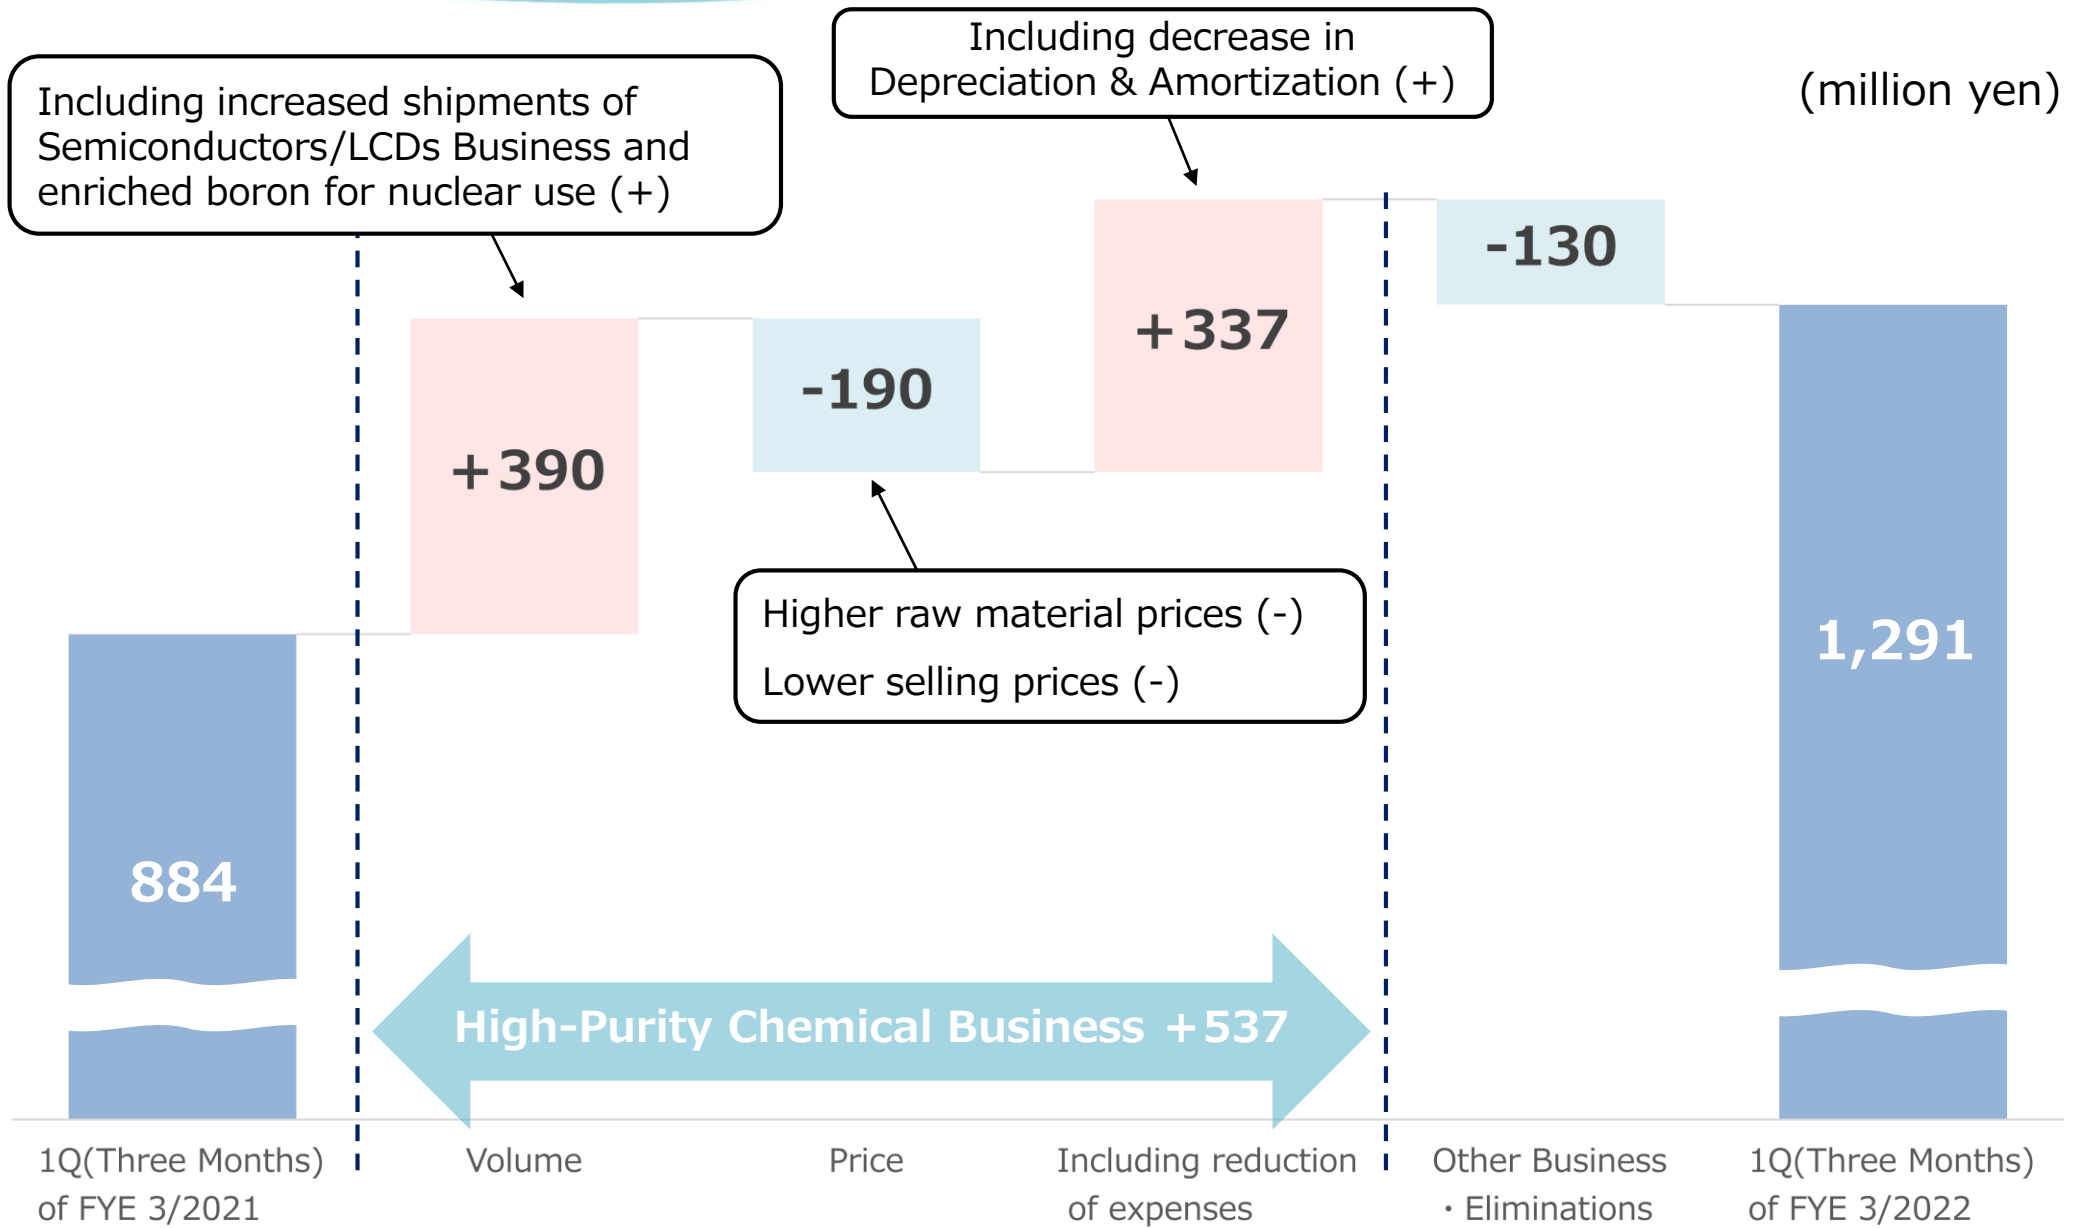 Including decrease in
Depreciation & Amortization (+)
(million yen)
Including increased shipments of
Semiconductors/LCDs Business and
enriched boron for nuclear use (+)
-130
+337
-190
+390
Higher raw material prices (-)
Lower selling prices (-)
1,291
884
High-Purity Chemical Business +537
1Q(Three Months)
of FYE 3/2021
Volume
Price
Including reduction
of expenses
Other Business
・Eliminations
1Q(Three Months)
of FYE 3/2022